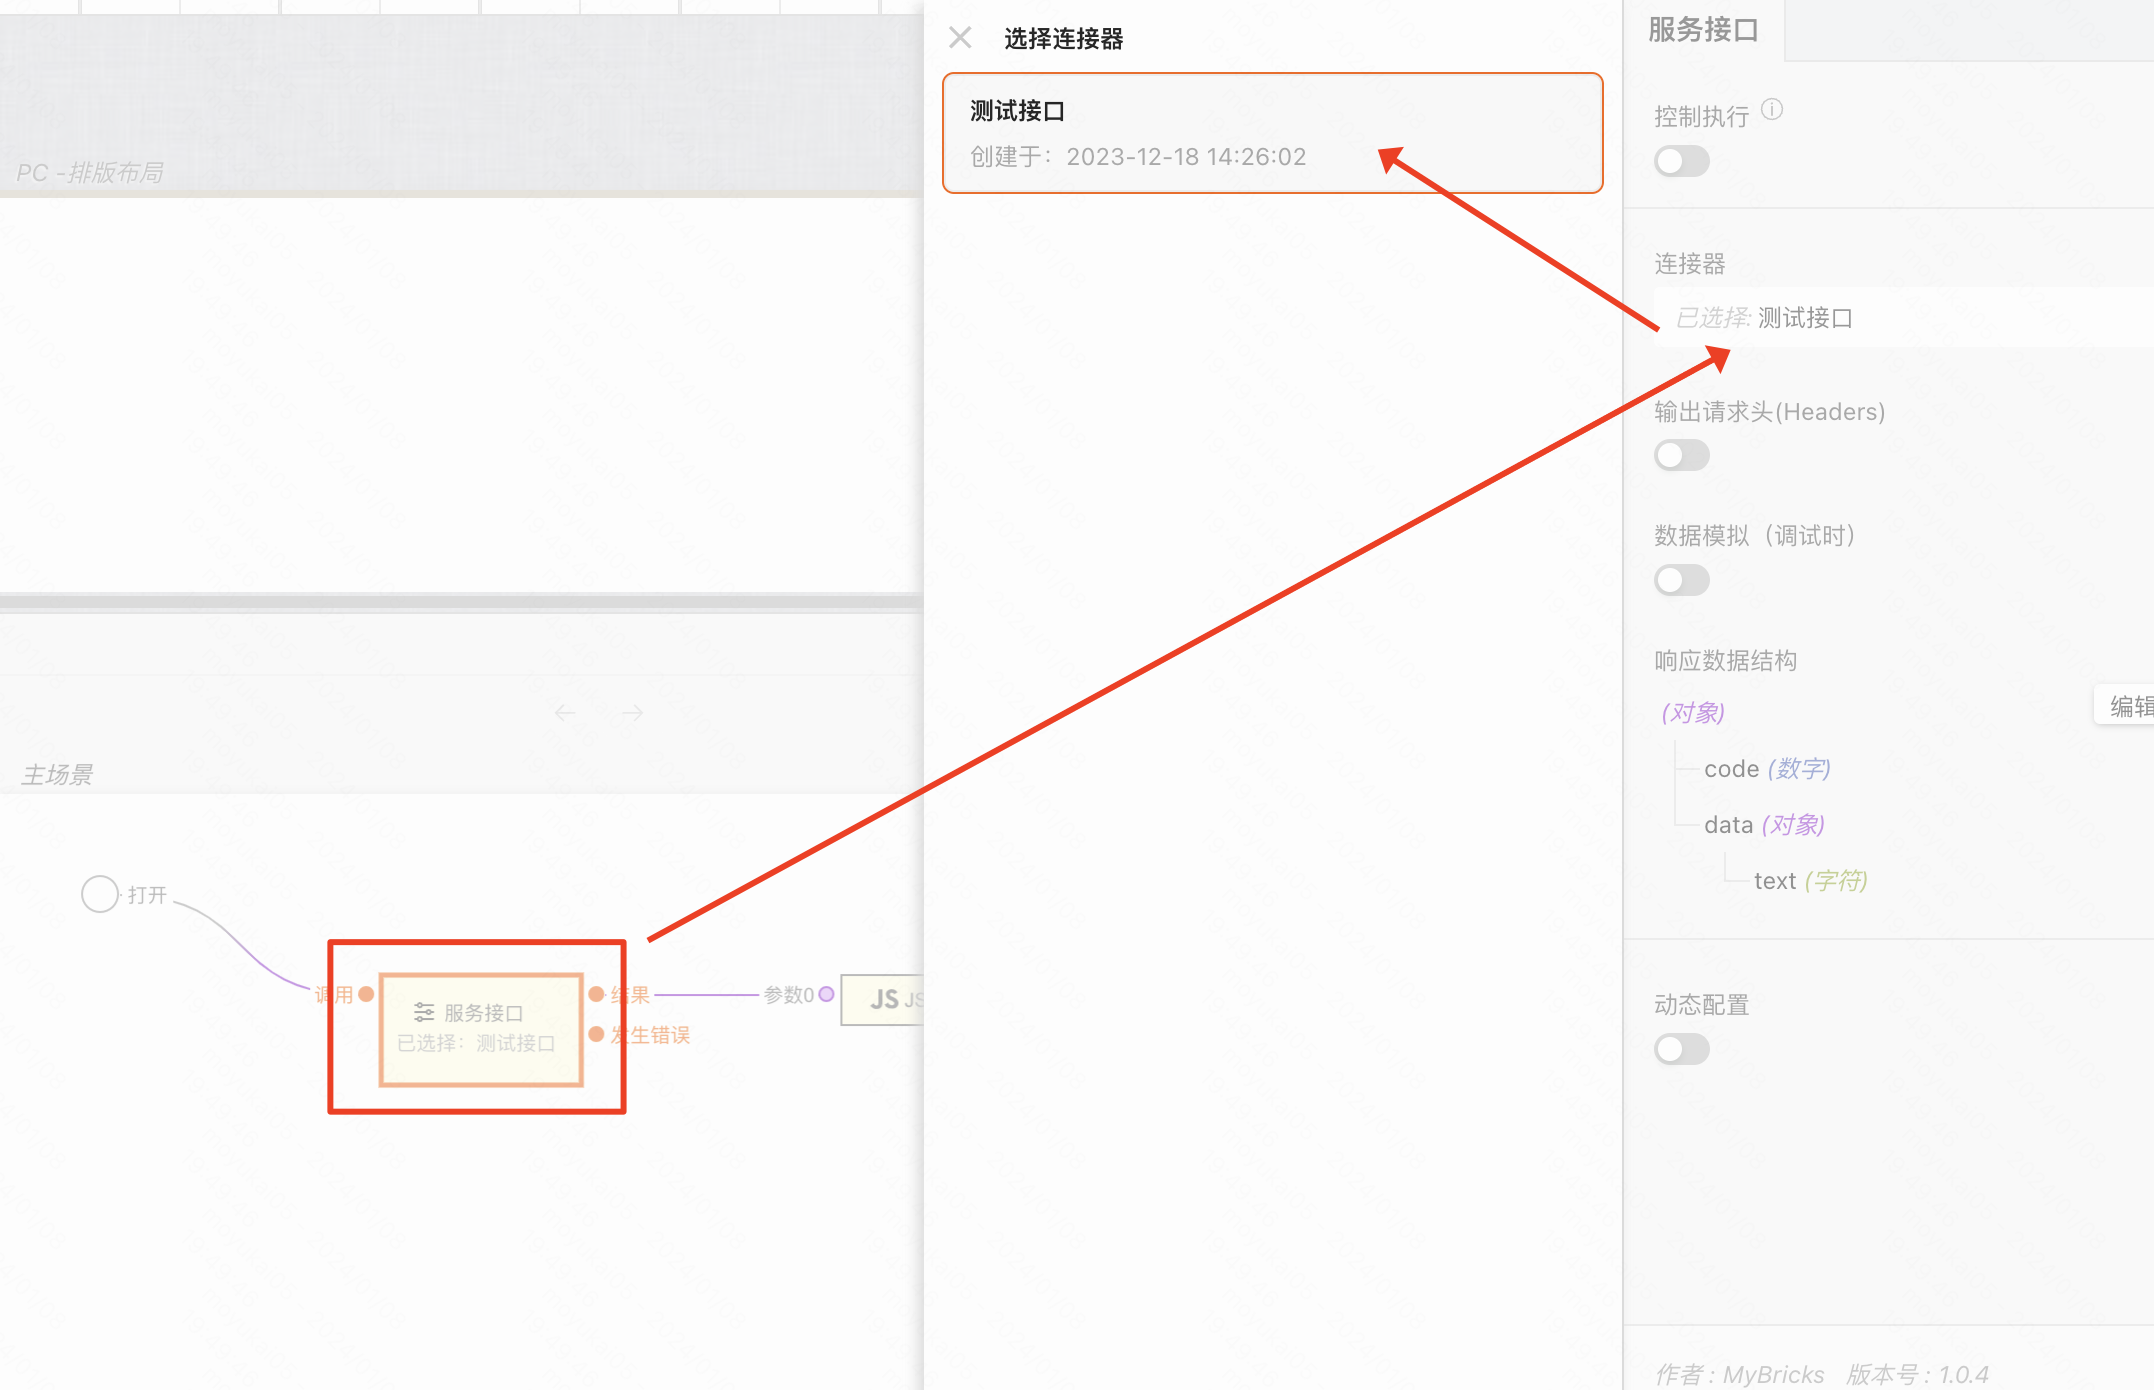 PC -排版布局
主场景
打开
调用
服务接口
已选择：测试接口
结果
发生错误
参数0
JS JS
选择连接器
测试接口
创建于：2023-12-18 14:26:02
服务接口
控制执行
连接器
已选择: 测试接口
输出请求头(Headers)
数据模拟（调试时）
响应数据结构
编辑
(对象)
code (数字)
data (对象)
text (字符)
动态配置
作者 : MyBricks 版本号 : 1.0.4